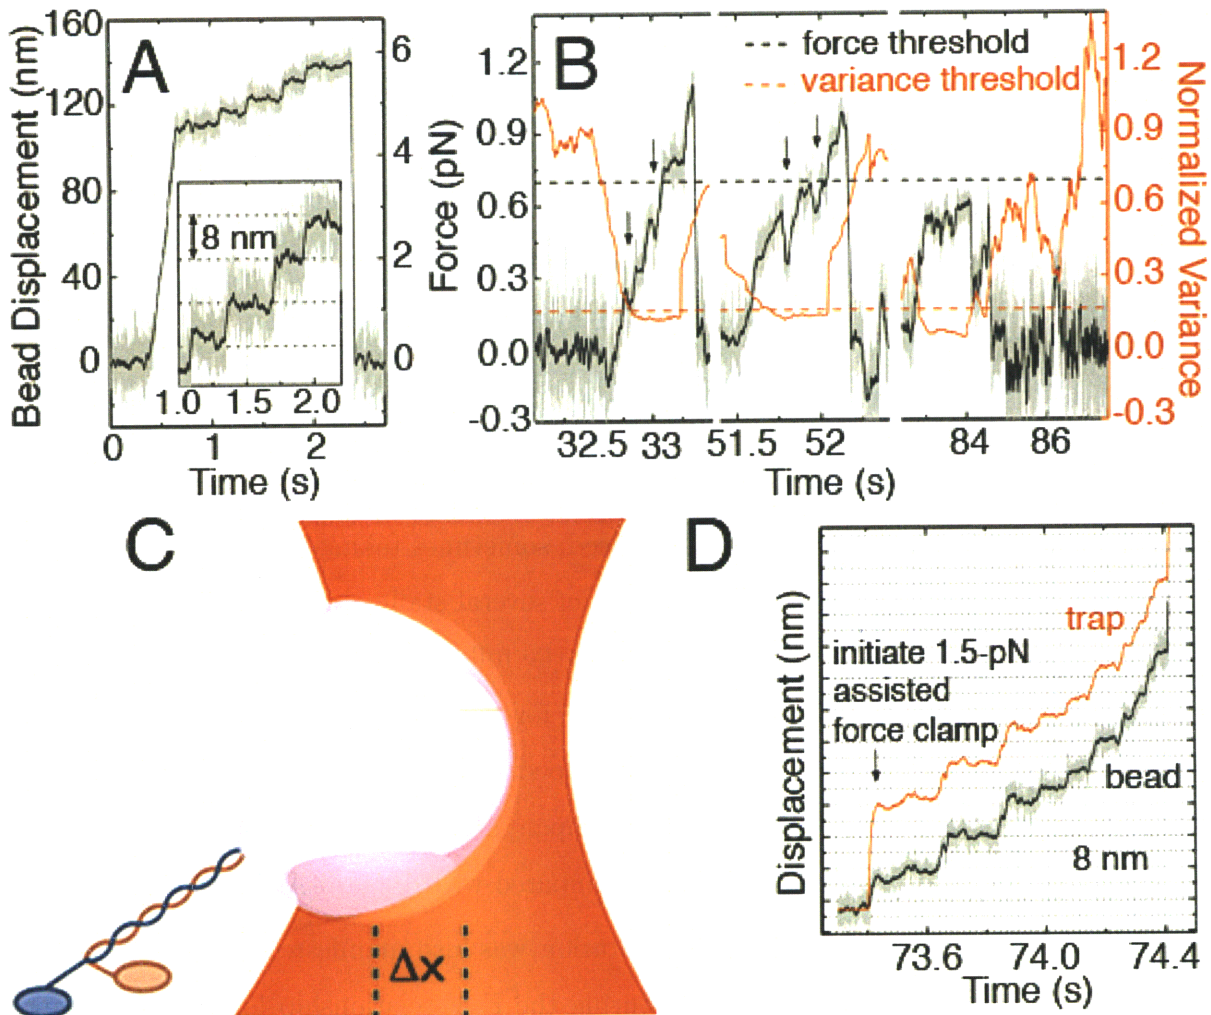 A
Bead Displacement (nm)
160
120
80
40
0
6
4
2
0
8 nm
1.0 1.5 2.0
0 1 2
Time (s)
B
Force (pN)
1.2
0.9
0.6
0.3
0.0
-0.3
force threshold
variance threshold
1.2
0.9
0.6
0.3
0.0
-0.3
Normalized Variance
32.5 33 51.5 52 84 86
Time (s)
C
Δx
D
Displacement (nm)
trap
initiate 1.5-pN
assisted
force clamp
bead
8 nm
73.6 74.0 74.4
Time (s)